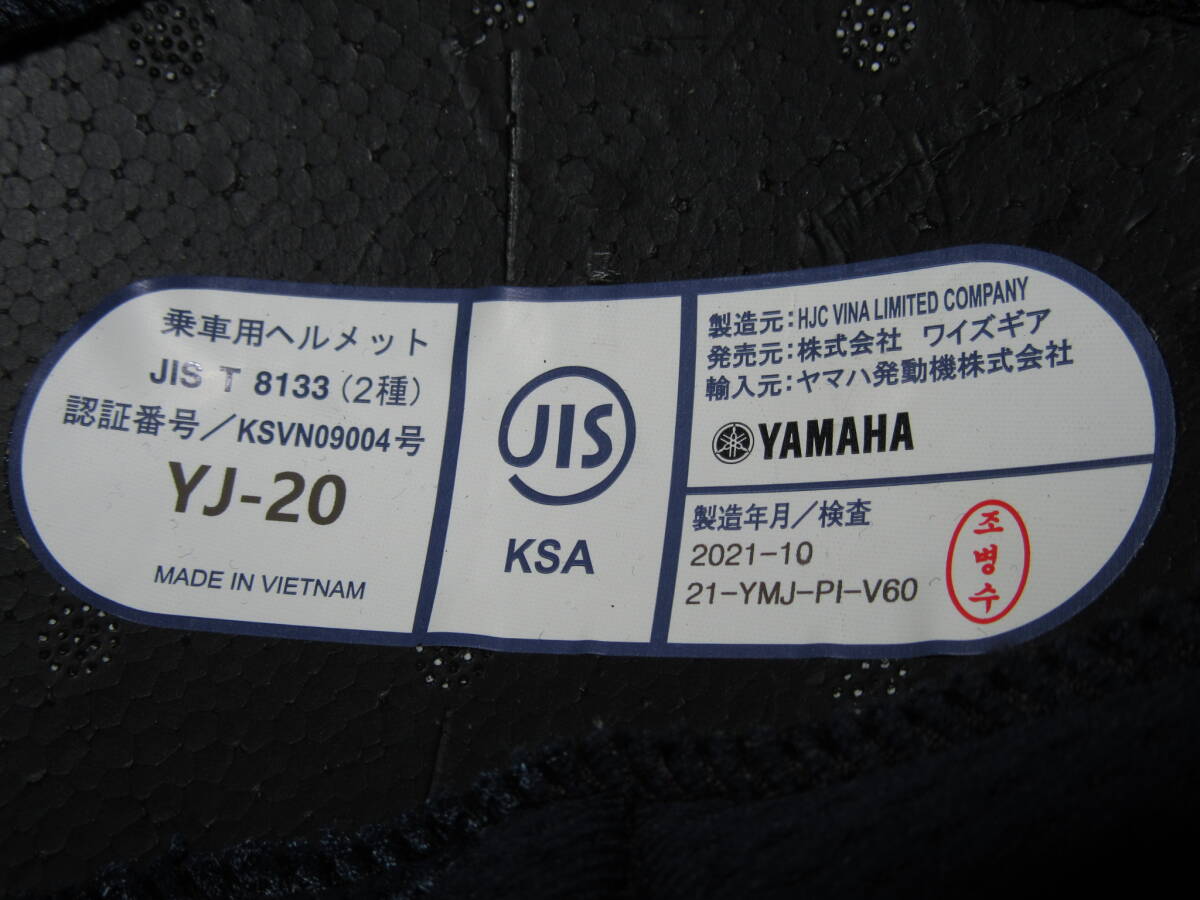 乗車用ヘルメット
JIS T 8133（2種）
認証番号／KSVN09004号
YJ-20
MADE IN VIETNAM
JIS
KSA
製造元：HJC VINA LIMITED COMPANY
発売元：株式会社 ワイズギア
輸入元：ヤマハ発動機株式会社
YAMAHA
製造年月／検査
2021-10
21-YMJ-PI-V60
조병수